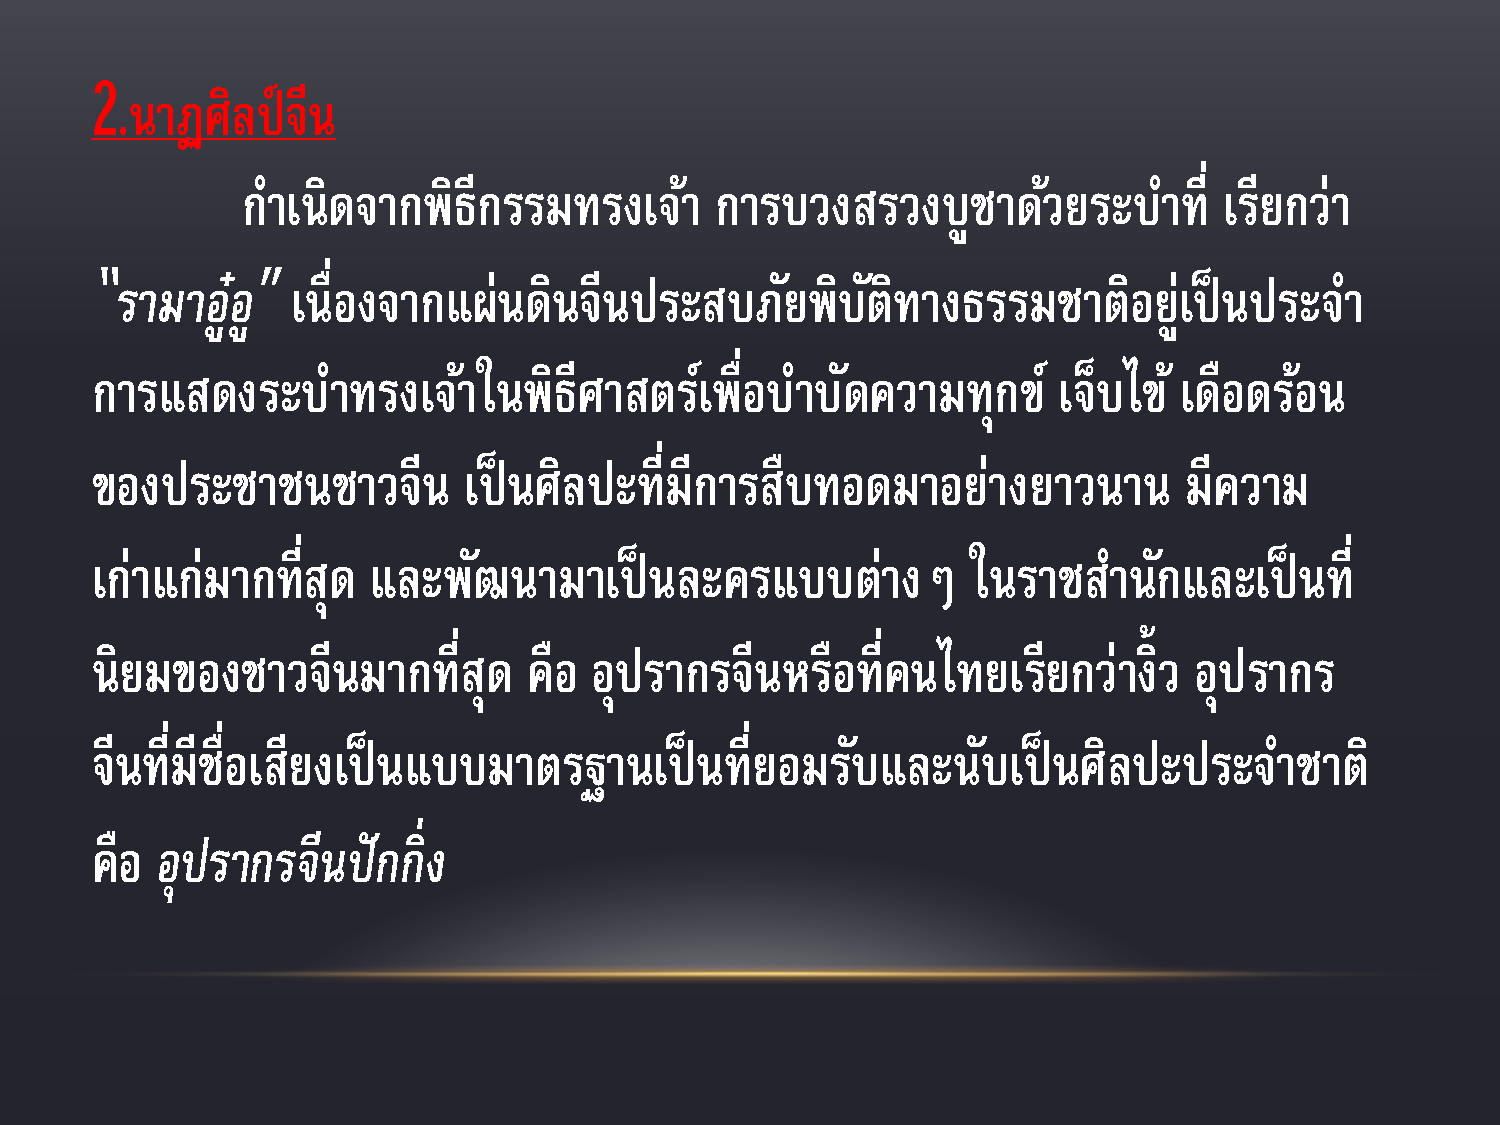 2.นาฏศิลป์จีน
กำเนิดจากพิธีกรรมทรงเจ้า การบวงสรวงบูชาด้วยระบำที่ เรียกว่า
"รามาอู๋อู" เนื่องจากแผ่นดินจีนประสบภัยพิบัติทางธรรมชาติอยู่เป็นประจำ
การแสดงระบำทรงเจ้าในพิธีศาสตร์เพื่อบำบัดความทุกข์ เจ็บไข้ เดือดร้อน
ของประชาชนชาวจีน เป็นศิลปะที่มีการสืบทอดมาอย่างยาวนาน มีความ
เก่าแก่มากที่สุด และพัฒนามาเป็นละครแบบต่าง ๆ ในราชสำนักและเป็นที่
นิยมของชาวจีนมากที่สุด คือ อุปรากรจีนหรือที่คนไทยเรียกว่างิ้ว อุปรากร
จีนที่มีชื่อเสียงเป็นแบบมาตรฐานเป็นที่ยอมรับและนับเป็นศิลปะประจำชาติ
คือ อุปรากรจีนปักกิ่ง